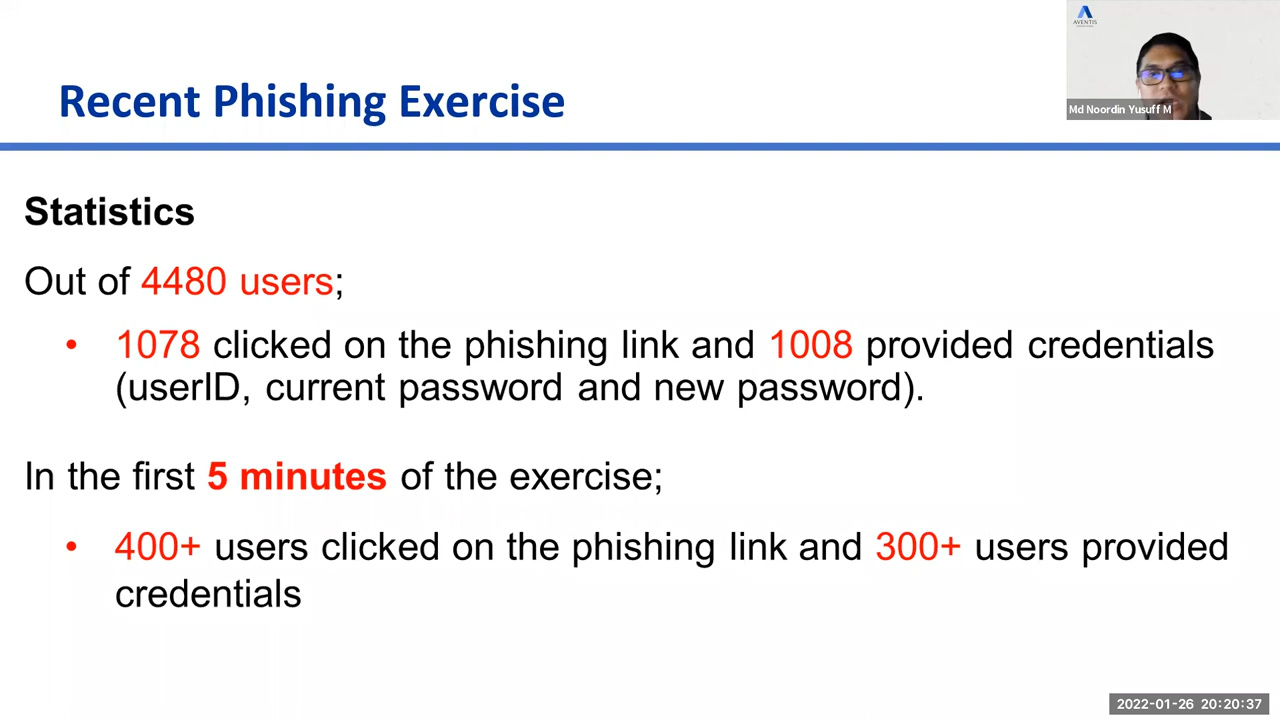 AVENTIS
Md Noordin Yusuff M
Recent Phishing Exercise
Statistics
Out of 4480 users;
• 1078 clicked on the phishing link and 1008 provided credentials
(userID, current password and new password).
In the first 5 minutes of the exercise;
• 400+ users clicked on the phishing link and 300+ users provided
credentials
2022-01-26 20:20:37